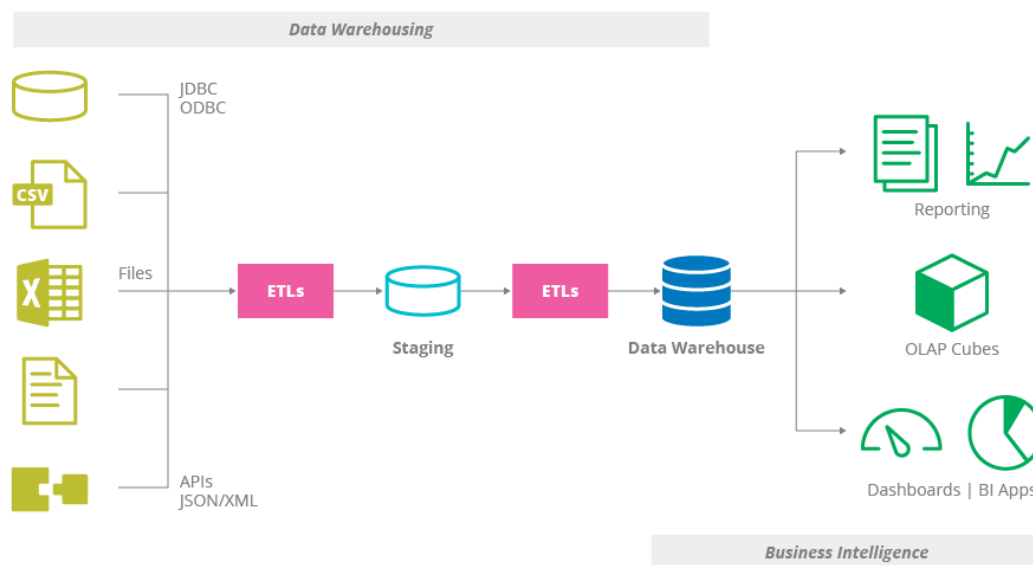 Data Warehousing
JDBC
ODBC
CSV
X
Files
ETLs
ETLs
Staging
Data Warehouse
Reporting
OLAP Cubes
APIs
JSON/XML
Dashboards | BI Apps
Business Intelligence